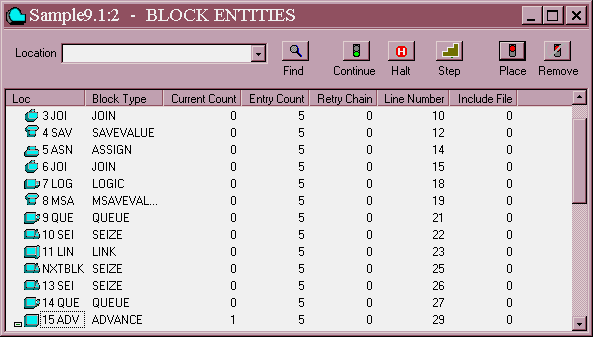 Sample9.1:2 - BLOCK ENTITIES
Location
Find Continue Halt Step Place Remove
Loc Block Type Current Count Entry Count Retry Chain Line Number Include File
3 JOI JOIN 0 5 0 10 0
4 SAV SAVEVALUE 0 5 0 12 0
5 ASN ASSIGN 0 5 0 14 0
6 JOI JOIN 0 5 0 15 0
7 LOG LOGIC 0 5 0 18 0
8 MSA MSAVEVAL... 0 5 0 19 0
9 QUE QUEUE 0 5 0 21 0
10 SEI SEIZE 0 5 0 22 0
11 LIN LINK 0 5 0 23 0
NXTBLK SEIZE 0 5 0 25 0
13 SEI SEIZE 0 5 0 26 0
14 QUE QUEUE 0 5 0 27 0
15 ADV ADVANCE 1 5 0 29 0